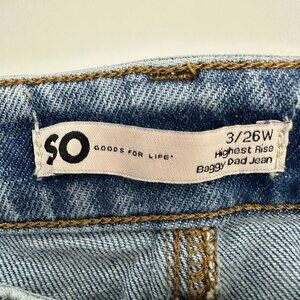 SO GOODS FOR LIFE®
3/26W
Highest Rise
Baggy Dad Jean